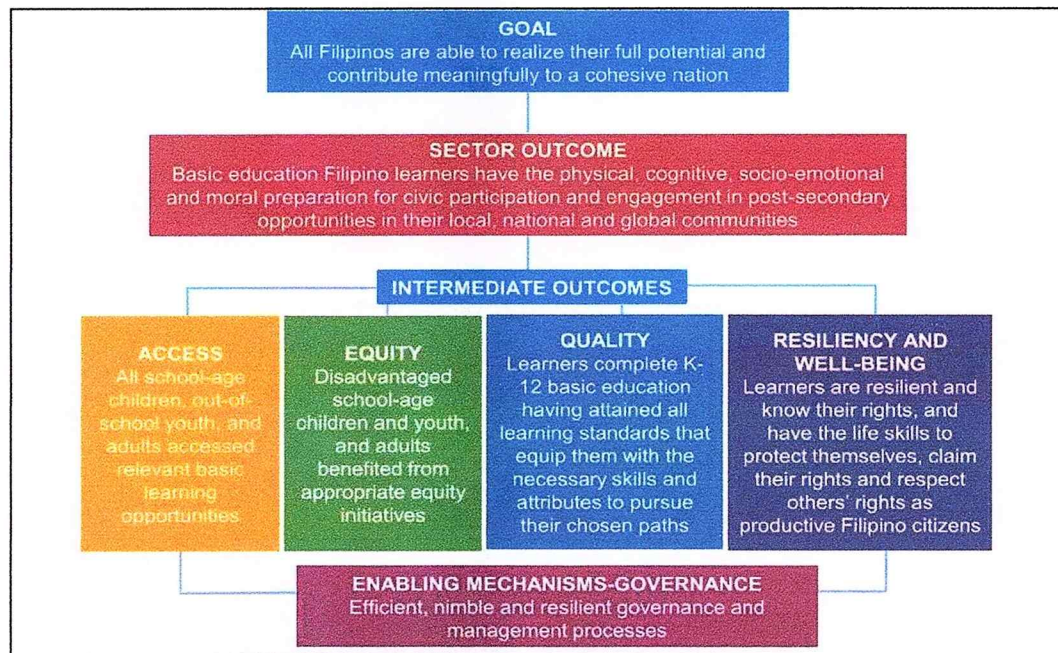 GOAL
All Filipinos are able to realize their full potential and
contribute meaningfully to a cohesive nation
SECTOR OUTCOME
Basic education Filipino learners have the physical, cognitive, socio-emotional
and moral preparation for civic participation and engagement in post-secondary
opportunities in their local, national and global communities
INTERMEDIATE OUTCOMES
ACCESS
All school-age
children, out-of-
school youth, and
adults accessed
relevant basic
learning
opportunities
EQUITY
Disadvantaged
school-age
children and youth,
and adults
benefited from
appropriate equity
initiatives
QUALITY
Learners complete K-
12 basic education
having attained all
learning standards that
equip them with the
necessary skills and
attributes to pursue
their chosen paths
RESILIENCY AND
WELL-BEING
Learners are resilient and
know their rights, and
have the life skills to
protect themselves, claim
their rights and respect
others' rights as
productive Filipino citizens
ENABLING MECHANISMS-GOVERNANCE
Efficient, nimble and resilient governance and
management processes